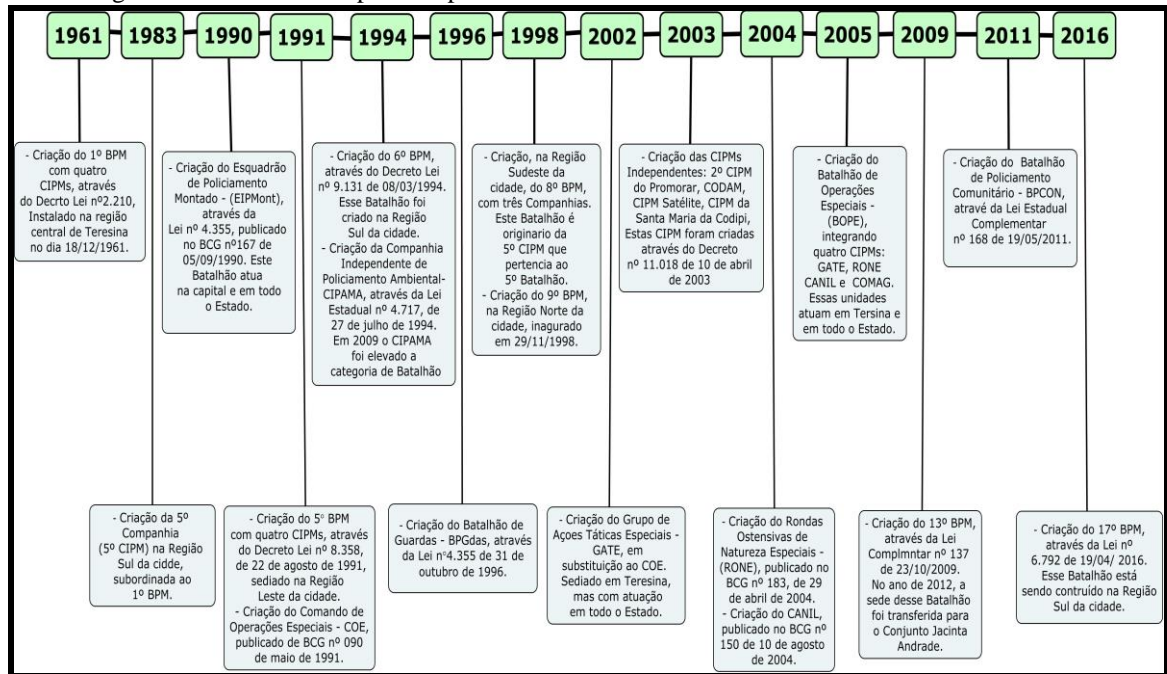 1961
1983
1990
1991
1994
1996
1998
2002
2003
2004
2005
2009
2011
2016
- Criação do 1º BPM
com quatro
CIPMs, através
do Decrto Lei nº2.210,
Instalado na região
central de Teresina
no dia 18/12/1961.
- Criação da 5º
Companhia
(5º CIPM) na Região
Sul da cidde,
subordinada ao
1º BPM.
- Criação do Esquadrão
de Policiamento
Montado - (EIPMont),
através da
Lei nº 4.355, publicado
no BCG nº167 de
05/09/1990. Este
Batalhão atua
na capital e em todo
o Estado.
- Criação do 5º BPM
com quatro CIPMs, através do
Decreto Lei nº 8.358,
de 22 de agosto de 1991,
sediado na Região
Leste da cidade.
- Criação do Comando de
Operações Especiais - COE,
publicado de BCG nº 090
de maio de 1991.
- Criação do 6º BPM,
através do Decreto Lei
nº 9.131 de 08/03/1994.
Esse Batalhão foi
criado na Região
Sul da cidade.
- Criação da Companhia
Independente de
Policiamento Ambiental-
CIPAMA, através da Lei
Estadual nº 4.717, de
27 de julho de 1994.
Em 2009 o CIPAMA
foi elevado a
categoria de Batalhão
- Criação do Batalhão de
Guardas - BPGdas, através
da Lei nº4.355 de 31 de
outubro de 1996.
- Criação, na Região
Sudeste da
cidade, do 8º BPM,
com três Companhias.
Este Batalhão é
originario da
5º CIPM que
pertencia ao
5º Batalhão.
- Criação do 9º BPM,
na Região Norte da
cidade, inagurado
em 29/11/1998.
- Criação do Grupo de
Açoes Táticas Especiais -
GATE, em
substituição ao COE.
Sediado em Teresina,
mas com atuação
em todo o Estado.
- Criação das CIPMs
Independentes: 2º CIPM
do Promorar, CODAM,
CIPM Satélite, CIPM da
Santa Maria da Codipi,
Estas CIPM foram criadas
através do Decreto
nº 11.018 de 10 de abril
de 2003
- Criação do Rondas
Ostensivas de
Natureza Especiais -
(RONE), publicado no
BCG nº 183, de 29
de abril de 2004.
- Criação do CANIL,
publicado no BCG nº
150 de 10 de agosto
de 2004.
- Criação do
Batalhão de
Operações
Especiais -
(BOPE),
integrando
quatro CIPMs:
GATE, RONE
CANIL e COMAG.
Essas unidades
atuam em Tersina e
em todo o Estado.
- Criação do 13º BPM,
através da Lei
Complmntar nº 137
de 23/10/2009.
No ano de 2012, a
sede desse Batalhão
foi transferida para
o Conjunto Jacinta
Andrade.
- Criação do Batalhão
de Policiamento
Comunitário - BPCON,
atravé da Lei Estadual
Complementar
nº 168 de 19/05/2011.
- Criação do 17º BPM,
através da Lei nº
6.792 de 19/04/ 2016.
Esse Batalhão está
sendo contruído na Região
Sul da cidade.